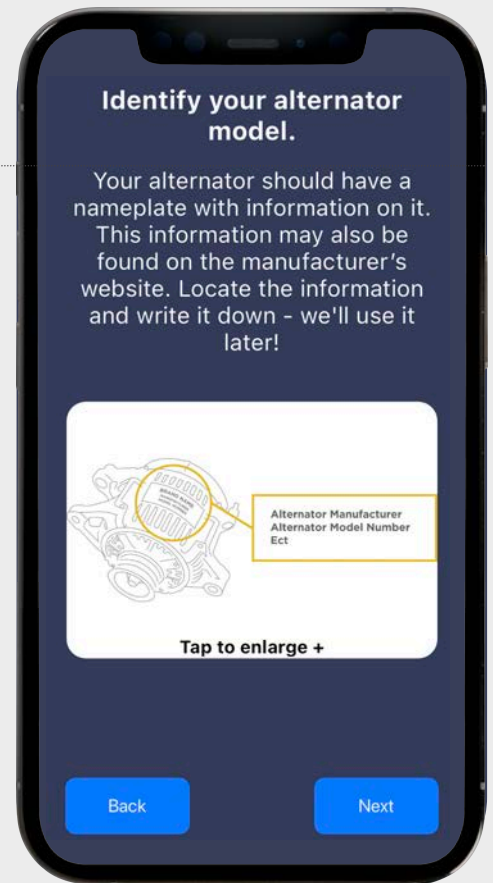 Identify your alternator
model.
Your alternator should have a
nameplate with information on it.
This information may also be
found on the manufacturer’s
website. Locate the information
and write it down - we'll use it
later!
BRAND NAME
Alternator Manufacturer
Alternator Model Number
Ect
Tap to enlarge +
Back
Next